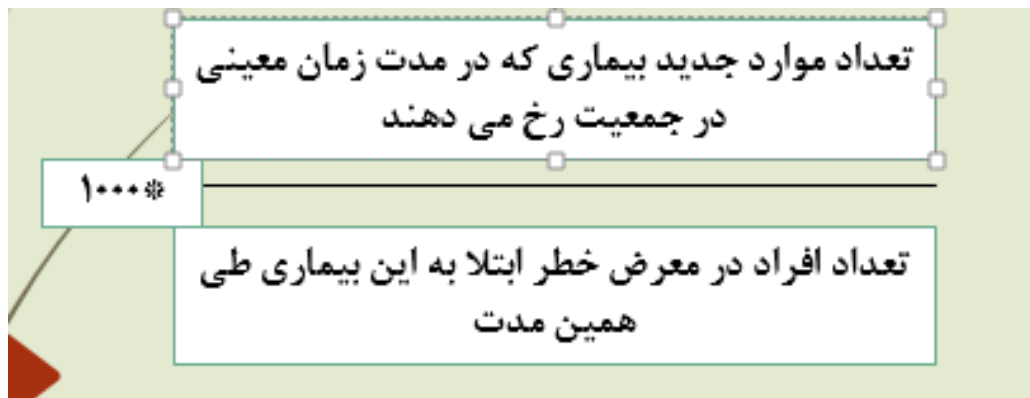 تعداد موارد جدید بیماری که در مدت زمان معینی
در جمعیت رخ می دهند
*۱۰۰۰
تعداد افراد در معرض خطر ابتلا به این بیماری طی
همین مدت